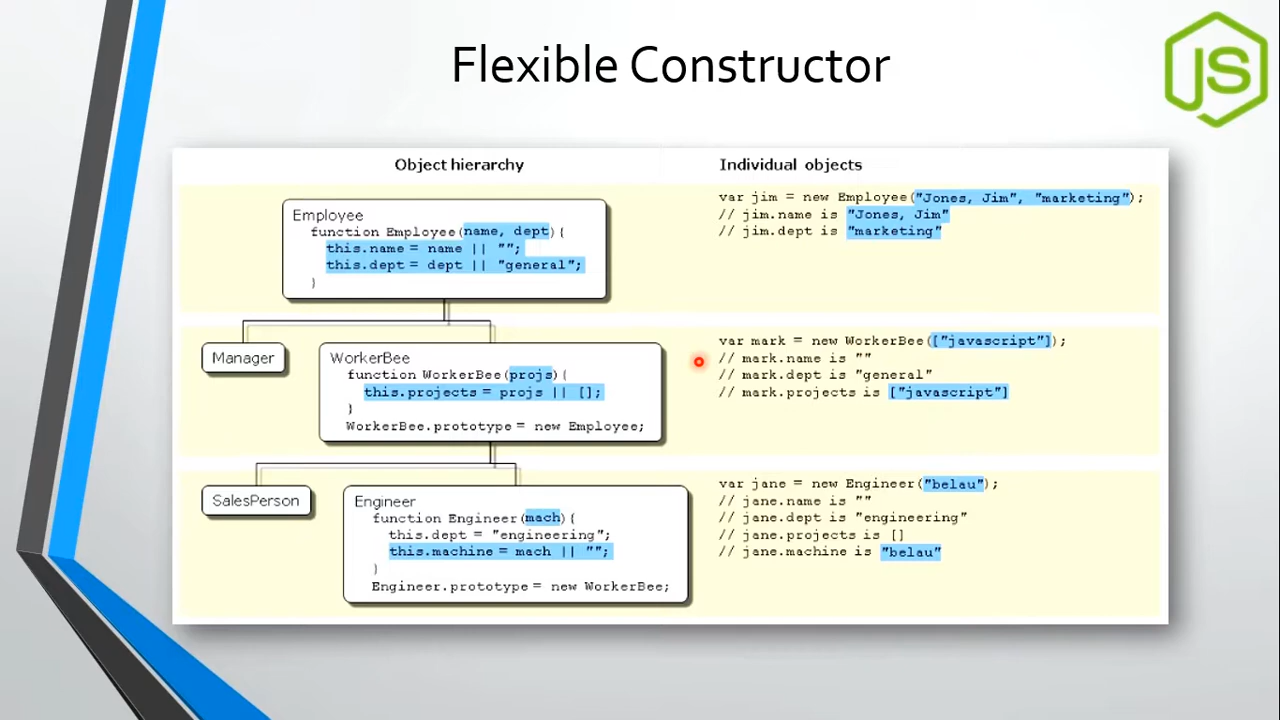 Flexible Constructor
JS
Object hierarchy
Individual objects
Employee
function Employee(name, dept){
this.name = name || "";
this.dept = dept || "general";
}
var jim = new Employee("Jones, Jim", "marketing");
// jim.name is "Jones, Jim"
// jim.dept is "marketing"
Manager
WorkerBee
function WorkerBee(projs){
this.projects = projs || [];
}
WorkerBee.prototype = new Employee;
var mark = new WorkerBee(["javascript"]);
// mark.name is ""
// mark.dept is "general"
// mark.projects is ["javascript"]
SalesPerson
Engineer
function Engineer(mach){
this.dept = "engineering";
this.machine = mach || "";
}
Engineer.prototype = new WorkerBee;
var jane = new Engineer("belau");
// jane.name is ""
// jane.dept is "engineering"
// jane.projects is []
// jane.machine is "belau"